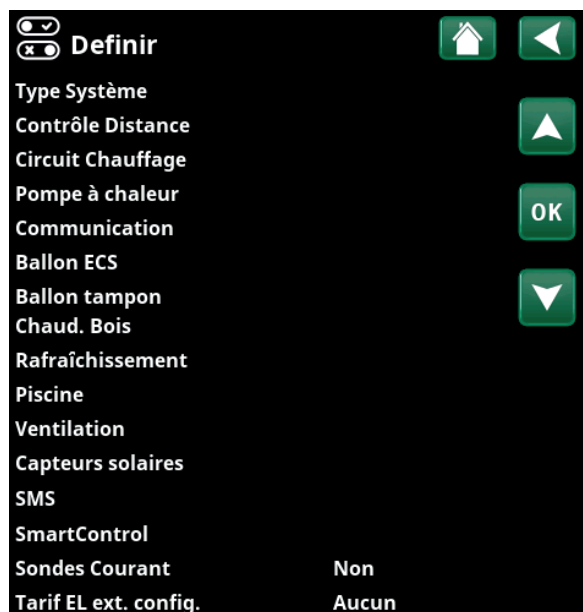 Definir
Type Système
Contrôle Distance
Circuit Chauffage
Pompe à chaleur
OK
Communication
Ballon ECS
Ballon tampon
Chaud. Bois
Rafraîchissement
Piscine
Ventilation
Capteurs solaires
SMS
SmartControl
Sondes Courant Non
Tarif EL ext. config. Aucun